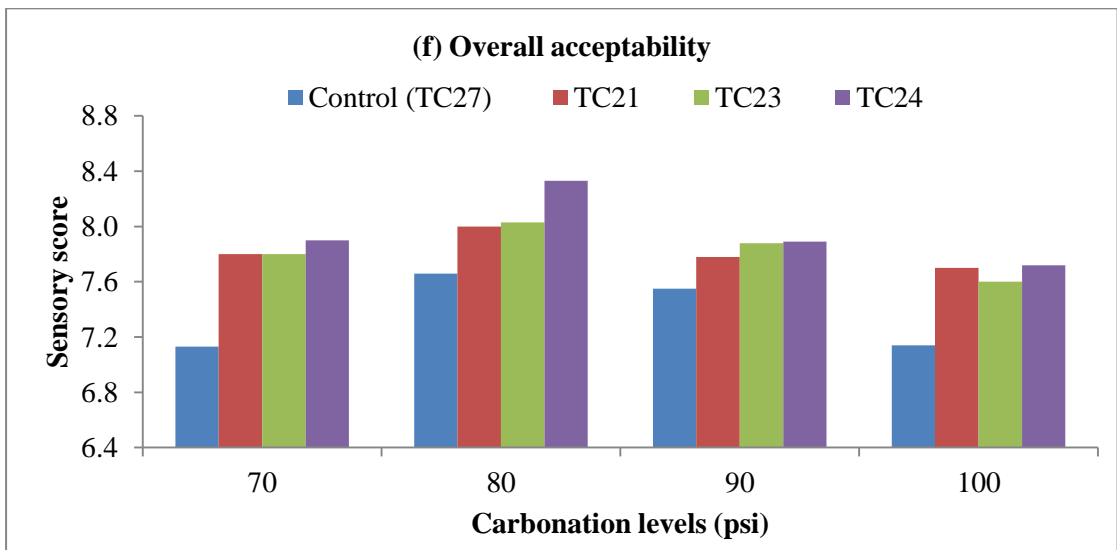 (f) Overall acceptability
Control (TC27) TC21 TC23 TC24
8.8
8.4
8.0
7.6
7.2
6.8
6.4
Sensory score
70 80 90 100
Carbonation levels (psi)